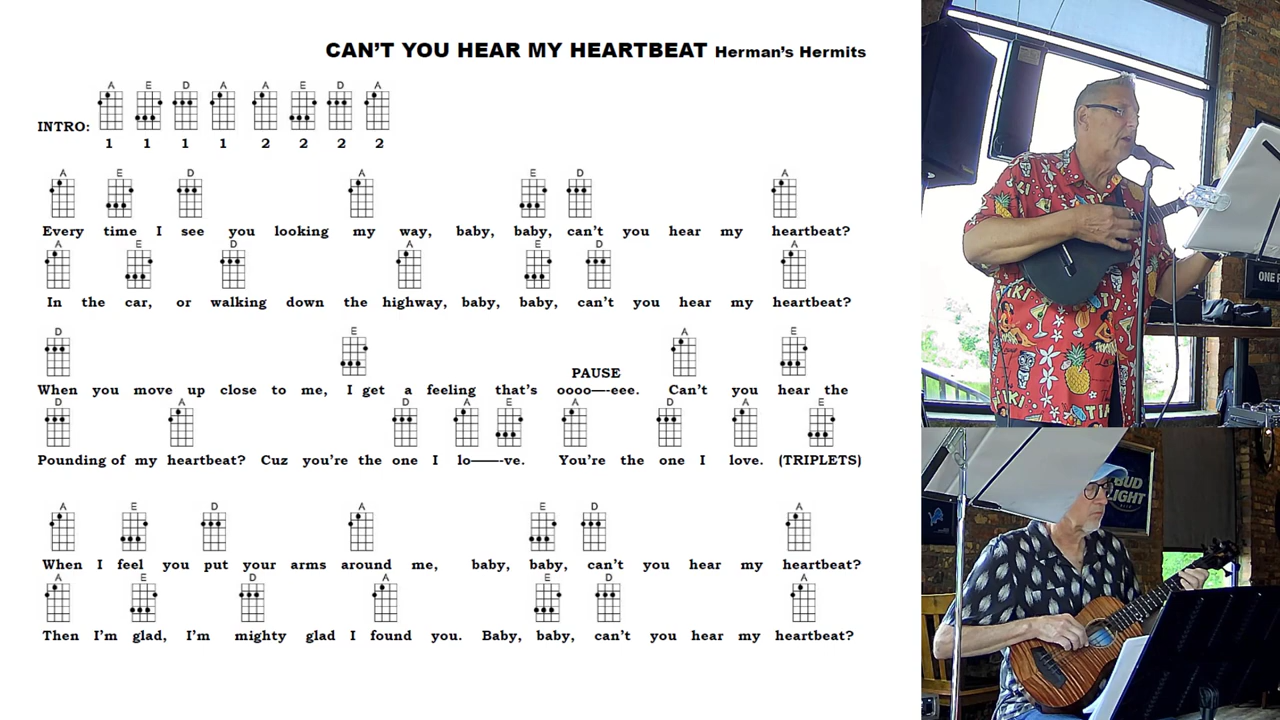 CAN'T YOU HEAR MY HEARTBEAT Herman's Hermits
A E D A A E D A
INTRO:
1 1 1 1 2 2 2 2
A E D A E D A
Every time I see you looking my way, baby, baby, can't you hear my heartbeat?
A E D A E D A
In the car, or walking down the highway, baby, baby, can't you hear my heartbeat?
D E A E
PAUSE
When you move up close to me, I get a feeling that's oooo—-eee. Can't you hear the
D A D A E A D A E
Pounding of my heartbeat? Cuz you're the one I lo——-ve. You're the one I love. (TRIPLETS)
A E D A E D A
When I feel you put your arms around me, baby, baby, can't you hear my heartbeat?
A E D A E D A
Then I'm glad, I'm mighty glad I found you. Baby, baby, can't you hear my heartbeat?
TIKI
ONE
BUD
LIGHT